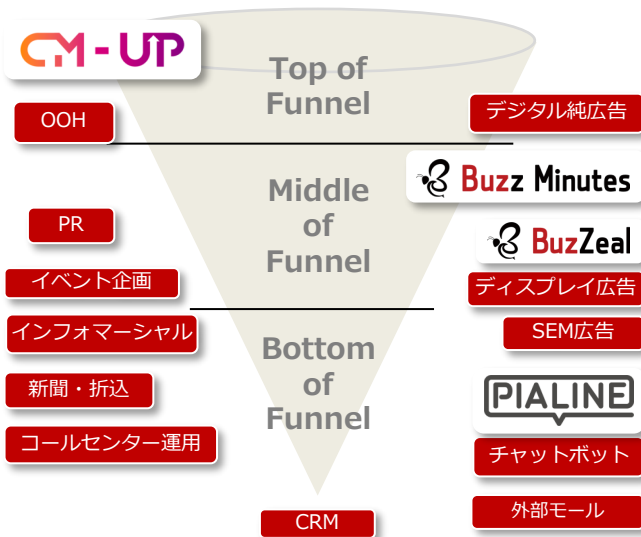 CM-UP
Top of
Funnel
OOH
デジタル純広告
Buzz Minutes
Middle
of
Funnel
PR
BuzZeal
イベント企画
ディスプレイ広告
インフォマーシャル
SEM広告
Bottom
of
Funnel
新聞・折込
PIALINE
コールセンター運用
チャットボット
外部モール
CRM